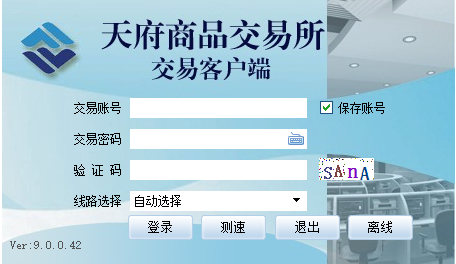 天府商品交易所
交易客户端
交易账号 保存账号
交易密码
验 证 码 SAnA
线路选择 自动选择
登录 测速 退出 离线
Ver:9.0.0.42